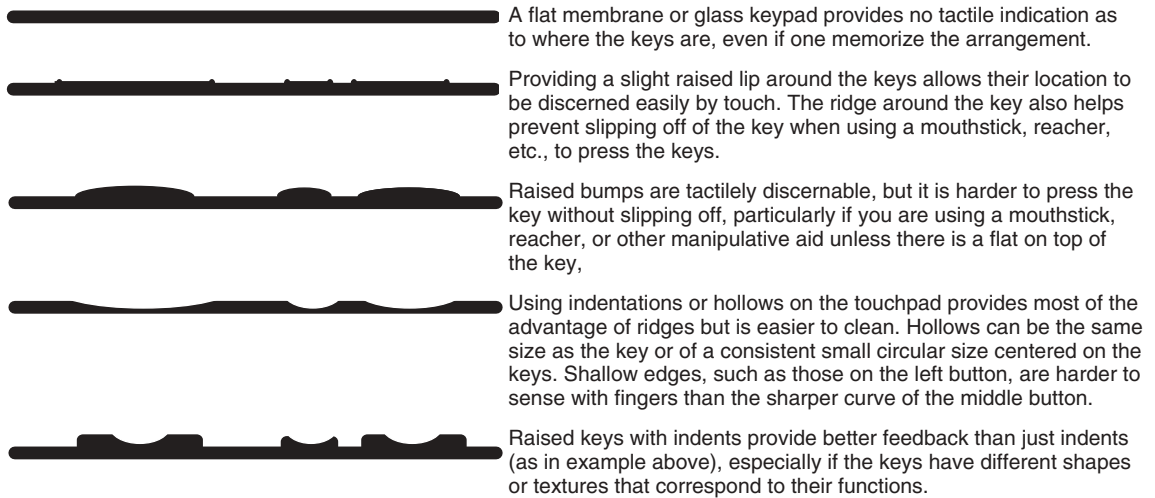 A flat membrane or glass keypad provides no tactile indication as
to where the keys are, even if one memorize the arrangement.
Providing a slight raised lip around the keys allows their location to
be discerned easily by touch. The ridge around the key also helps
prevent slipping off of the key when using a mouthstick, reacher,
etc., to press the keys.
Raised bumps are tactilely discernable, but it is harder to press the
key without slipping off, particularly if you are using a mouthstick,
reacher, or other manipulative aid unless there is a flat on top of
the key,
Using indentations or hollows on the touchpad provides most of the
advantage of ridges but is easier to clean. Hollows can be the same
size as the key or of a consistent small circular size centered on the
keys. Shallow edges, such as those on the left button, are harder to
sense with fingers than the sharper curve of the middle button.
Raised keys with indents provide better feedback than just indents
(as in example above), especially if the keys have different shapes
or textures that correspond to their functions.